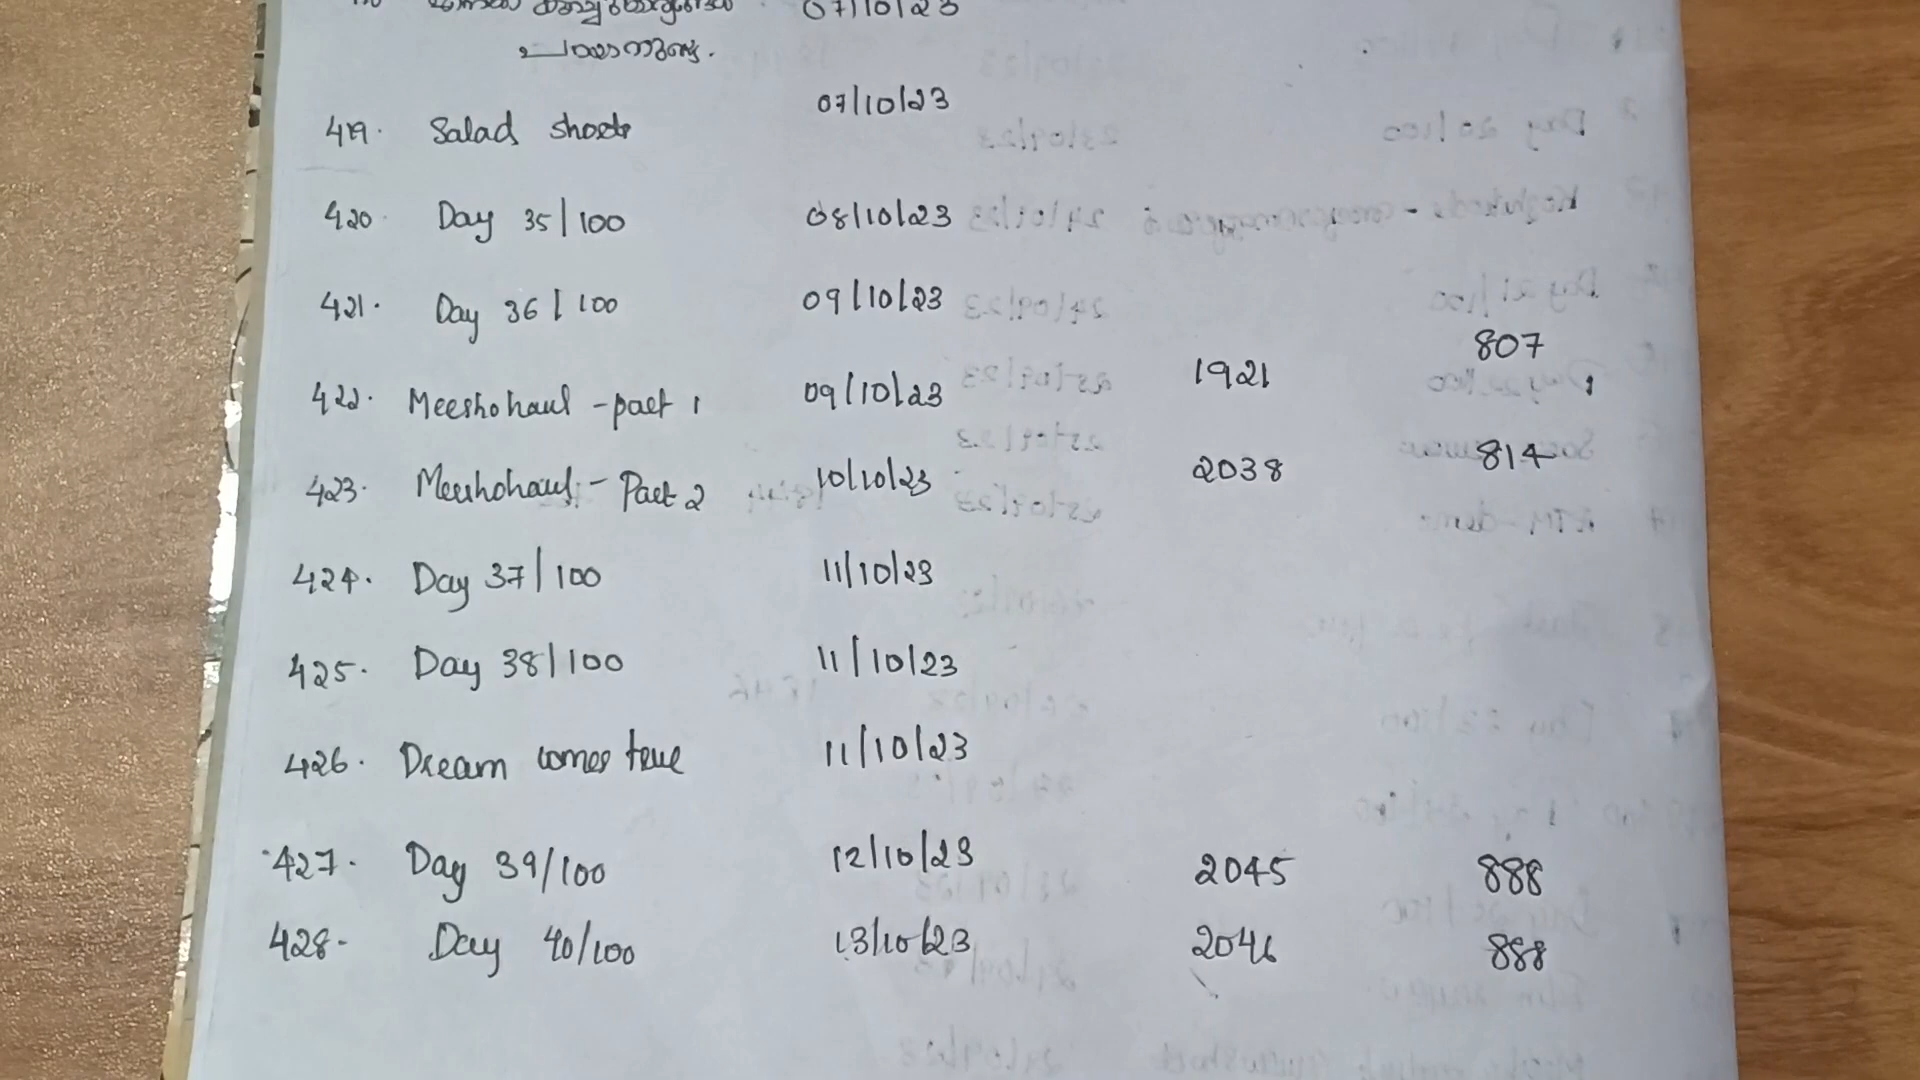 07/10/23
419. Salad shorts 07/10/23
420. Day 35/100 08/10/23
421. Day 36/100 09/10/23
807
422. Meeshohaul - part 1 09/10/23 1921
423. Meeshohaul - Part 2 10/10/23 2038 814
424. Day 37/100 11/10/23
425. Day 38/100 11/10/23
426. Dream comes true 11/10/23
427. Day 39/100 12/10/23 2045 888
428- Day 40/100 13/10/23 2046 888